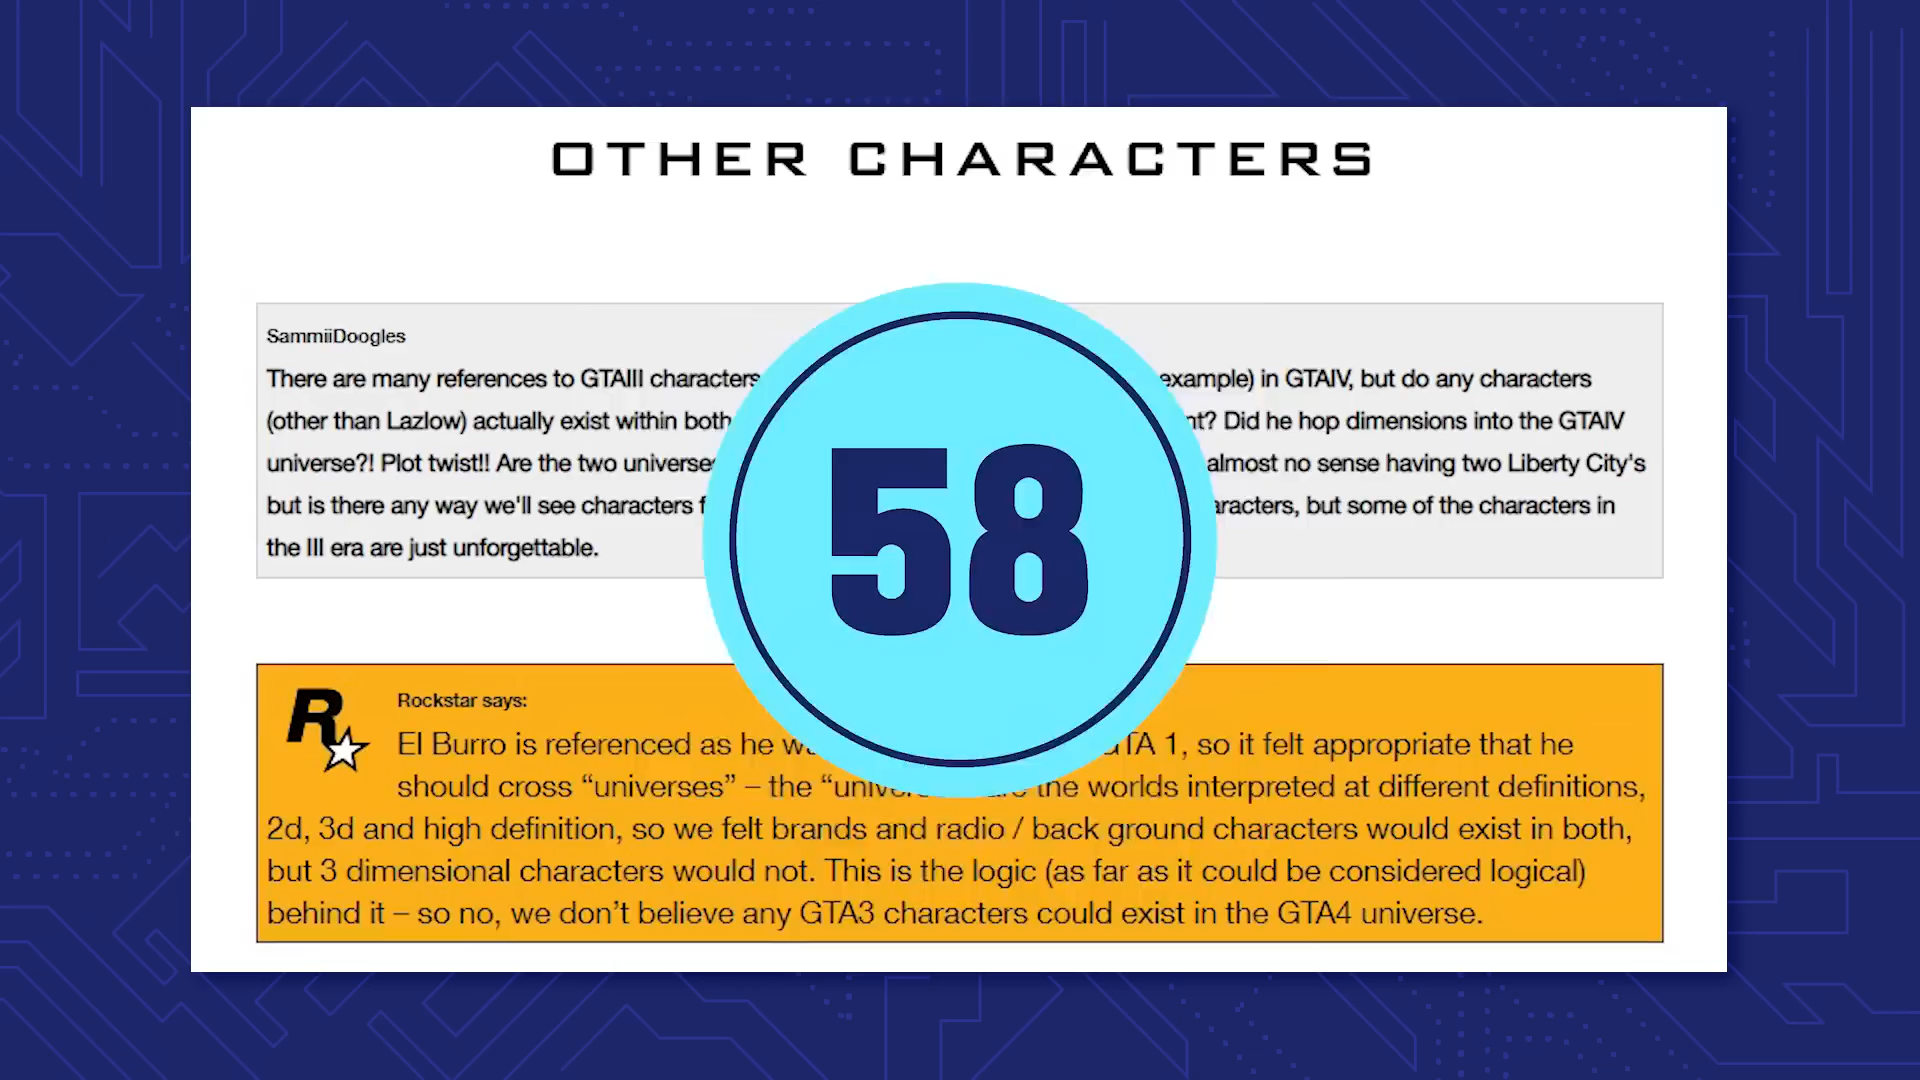 OTHER CHARACTERS
SammiiDoogles
There are many references to GTAIII characters example) in GTAIV, but do any characters
(other than Lazlow) actually exist within both Did he hop dimensions into the GTAIV
universe?! Plot twist!! Are the two almost no sense having two Liberty City's
but is there any way we'll see characters but some of the characters in
the III era are just unforgettable.
58
R
Rockstar says:
El Burro is referenced as he 1, so it felt appropriate that he
should cross “universes” – the the worlds interpreted at different definitions,
2d, 3d and high definition, so we felt brands and radio / back ground characters would exist in both,
but 3 dimensional characters would not. This is the logic (as far as it could be considered logical)
behind it – so no, we don’t believe any GTA3 characters could exist in the GTA4 universe.